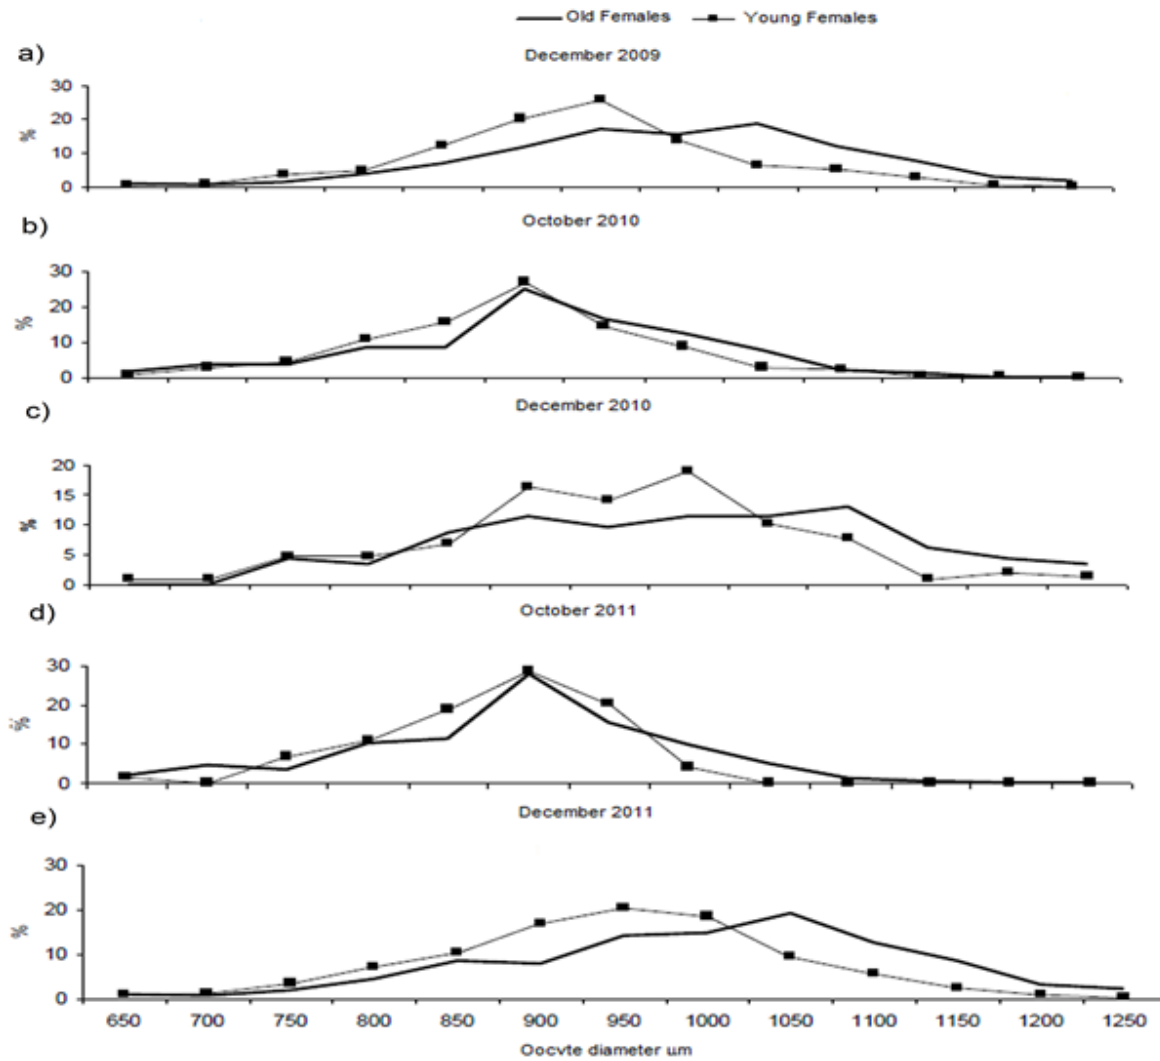 Old Females Young Females
a)
December 2009
30
20
10
0
%
b)
October 2010
30
20
10
0
%
c)
December 2010
20
15
10
5
0
%
d)
October 2011
30
20
10
0
%
e)
December 2011
30
20
10
0
%
650 700 750 800 850 900 950 1000 1050 1100 1150 1200 1250
Oocvte diameter um